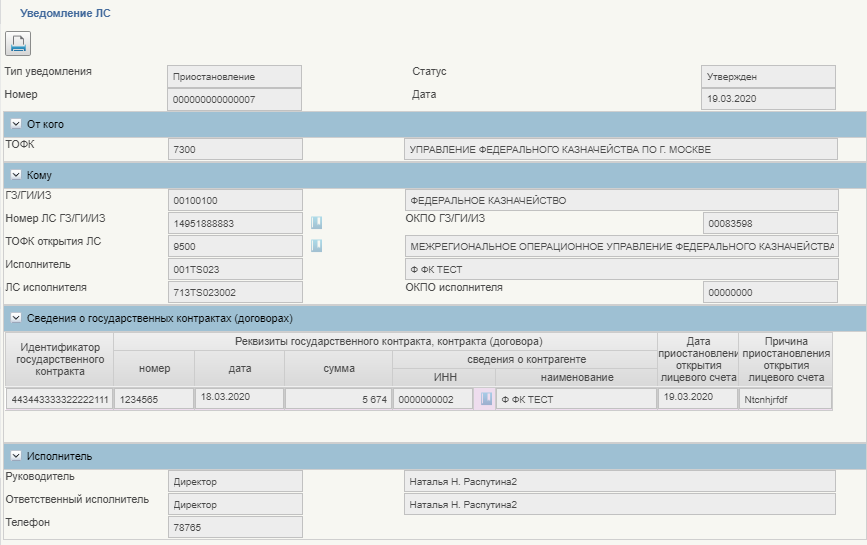 Уведомление ЛС
Тип уведомления Приостановление Статус Утвержден
Номер 000000000000007 Дата 19.03.2020
От кого
ТОФК 7300 УПРАВЛЕНИЕ ФЕДЕРАЛЬНОГО КАЗНАЧЕЙСТВА ПО Г. МОСКВЕ
Кому
ГЗ/ГИ/ИЗ 00100100 ФЕДЕРАЛЬНОЕ КАЗНАЧЕЙСТВО
Номер ЛС ГЗ/ГИ/ИЗ 14951888883 ОКПО ГЗ/ГИ/ИЗ 00083598
ТОФК открытия ЛС 9500 МЕЖРЕГИОНАЛЬНОЕ ОПЕРАЦИОННОЕ УПРАВЛЕНИЕ ФЕДЕРАЛЬНОГО КАЗНАЧЕЙСТВА
Исполнитель 001TS023 Ф ФК ТЕСТ
ЛС исполнителя 713TS023002 ОКПО исполнителя 00000000
Сведения о государственных контрактах (договорах)
Идентификатор государственного контракта
Реквизиты государственного контракта, контракта (договора)
номер дата сумма
сведения о контрагенте
ИНН наименование
Дата приостановлени открытия лицевого счета
Причина приостановления открытия лицевого счета
443443333322222111 1234565 18.03.2020 5 674 0000000002 Ф ФК ТЕСТ 19.03.2020 Ntcnhjrfdf
Исполнитель
Руководитель Директор Наталья Н. Распутина2
Ответственный исполнитель Директор Наталья Н. Распутина2
Телефон 78765